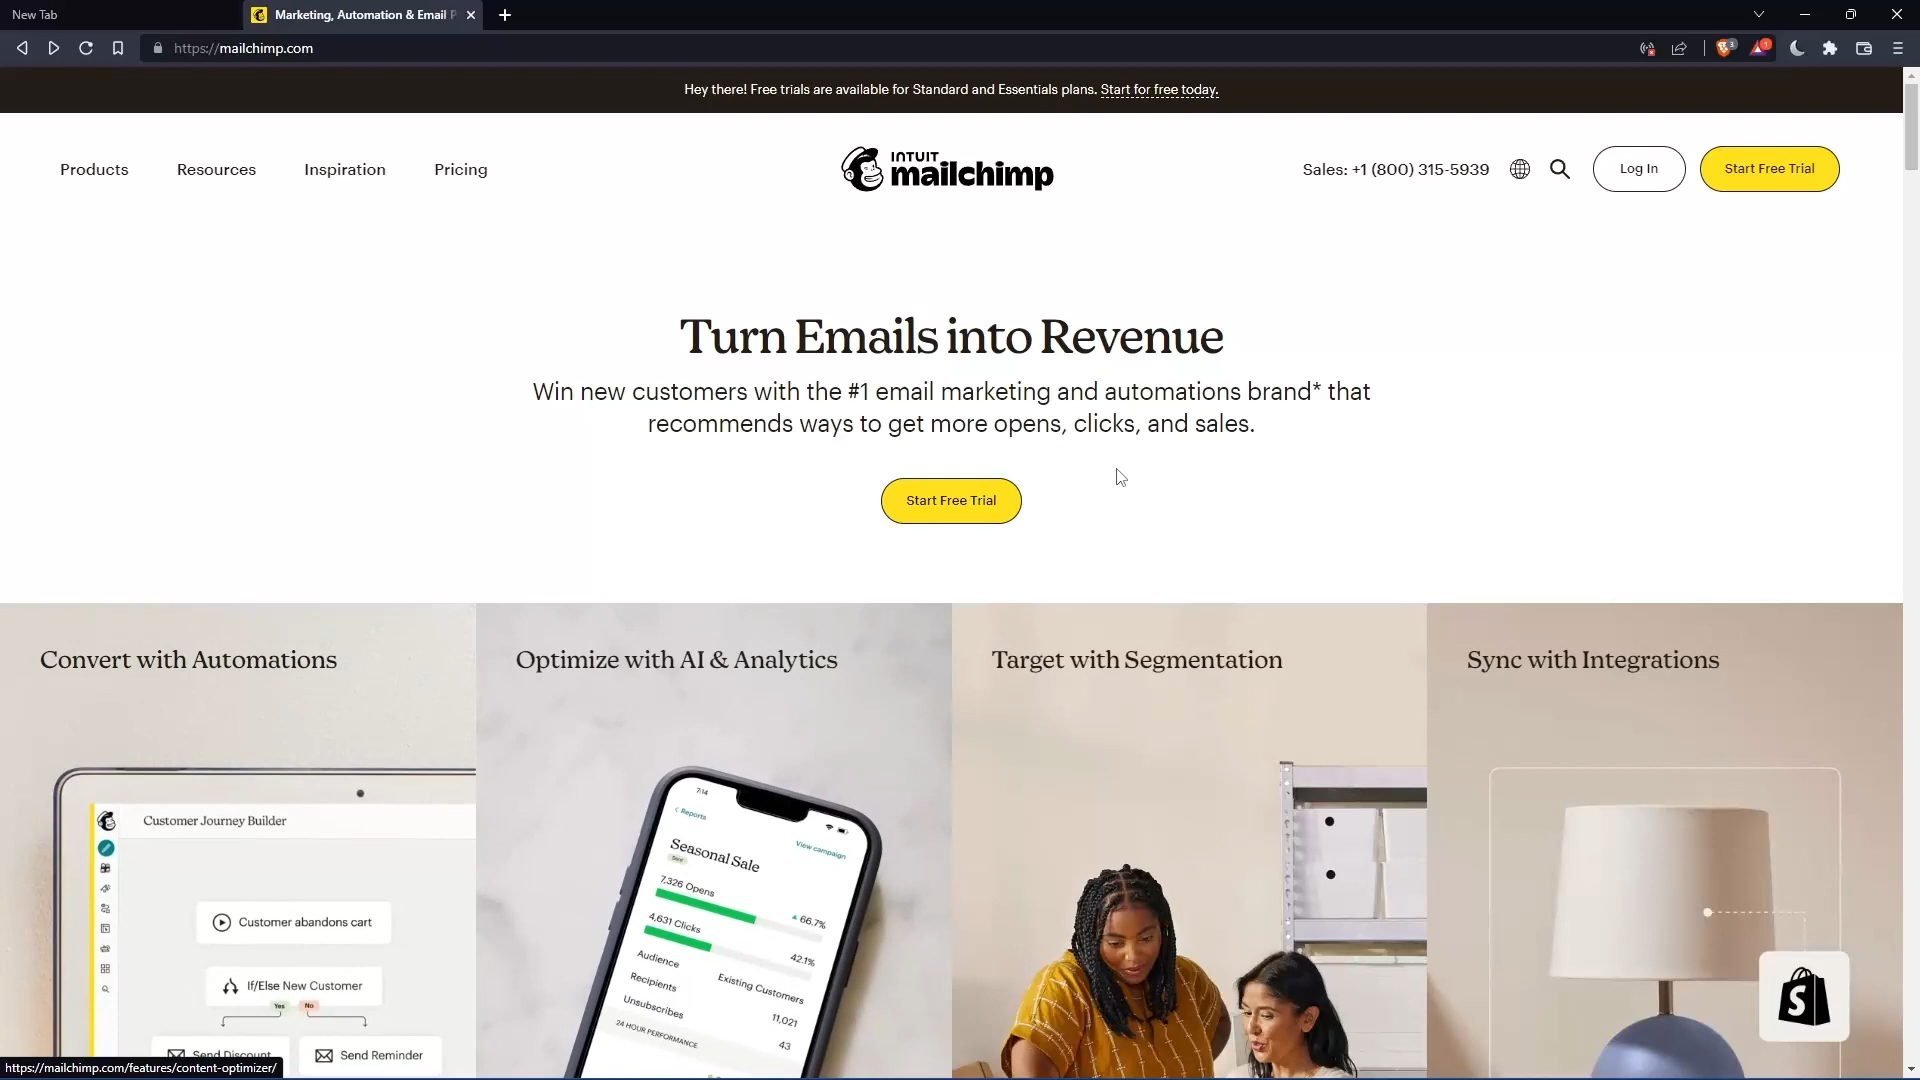 New Tab
Marketing, Automation & Email P
https://mailchimp.com
3
1
Hey there! Free trials are available for Standard and Essentials plans. Start for free today.
Products
Resources
Inspiration
Pricing
INTUIT
mailchimp
Sales: +1 (800) 315-5939
Log In
Start Free Trial
Turn Emails into Revenue
Win new customers with the #1 email marketing and automations brand* that
recommends ways to get more opens, clicks, and sales.
Start Free Trial
Convert with Automations
Customer Journey Builder
Customer abandons cart
If/Else New Customer
Yes
No
Send Discount
Send Reminder
Optimize with AI & Analytics
7:14
Reports
View campaign
Seasonal Sale
Sent
7,326 Opens
66.7%
4,631 Clicks
42.1%
Audience
Existing Customers
Recipients
11,021
Unsubscribes
43
24 HOUR PERFORMANCE
Target with Segmentation
Sync with Integrations
S
https://mailchimp.com/features/content-optimizer/